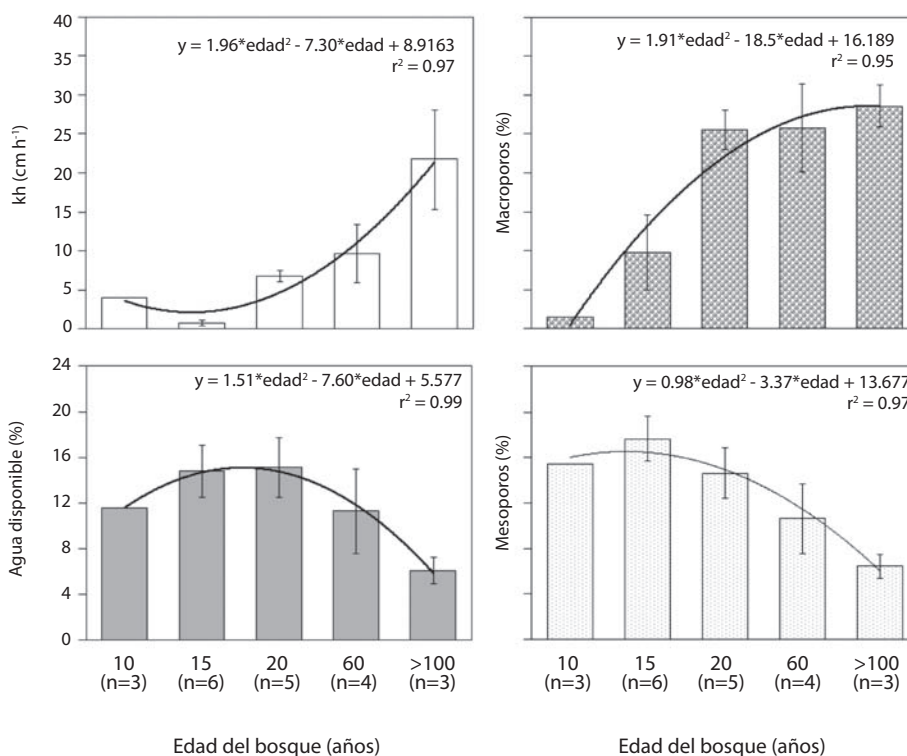 y = 1.96*edad² - 7.30*edad + 8.9163
r² = 0.97
kh (cm h⁻¹)
40
35
30
25
20
15
10
5
0
y = 1.91*edad² - 18.5*edad + 16.189
r² = 0.95
Macroporos (%)
y = 1.51*edad² - 7.60*edad + 5.577
r² = 0.99
Agua disponible (%)
24
20
16
12
8
4
0
y = 0.98*edad² - 3.37*edad + 13.677
r² = 0.97
Mesoporos (%)
10 15 20 60 >100
(n=3) (n=6) (n=5) (n=4) (n=3)
Edad del bosque (años)
10 15 20 60 >100
(n=3) (n=6) (n=5) (n=4) (n=3)
Edad del bosque (años)